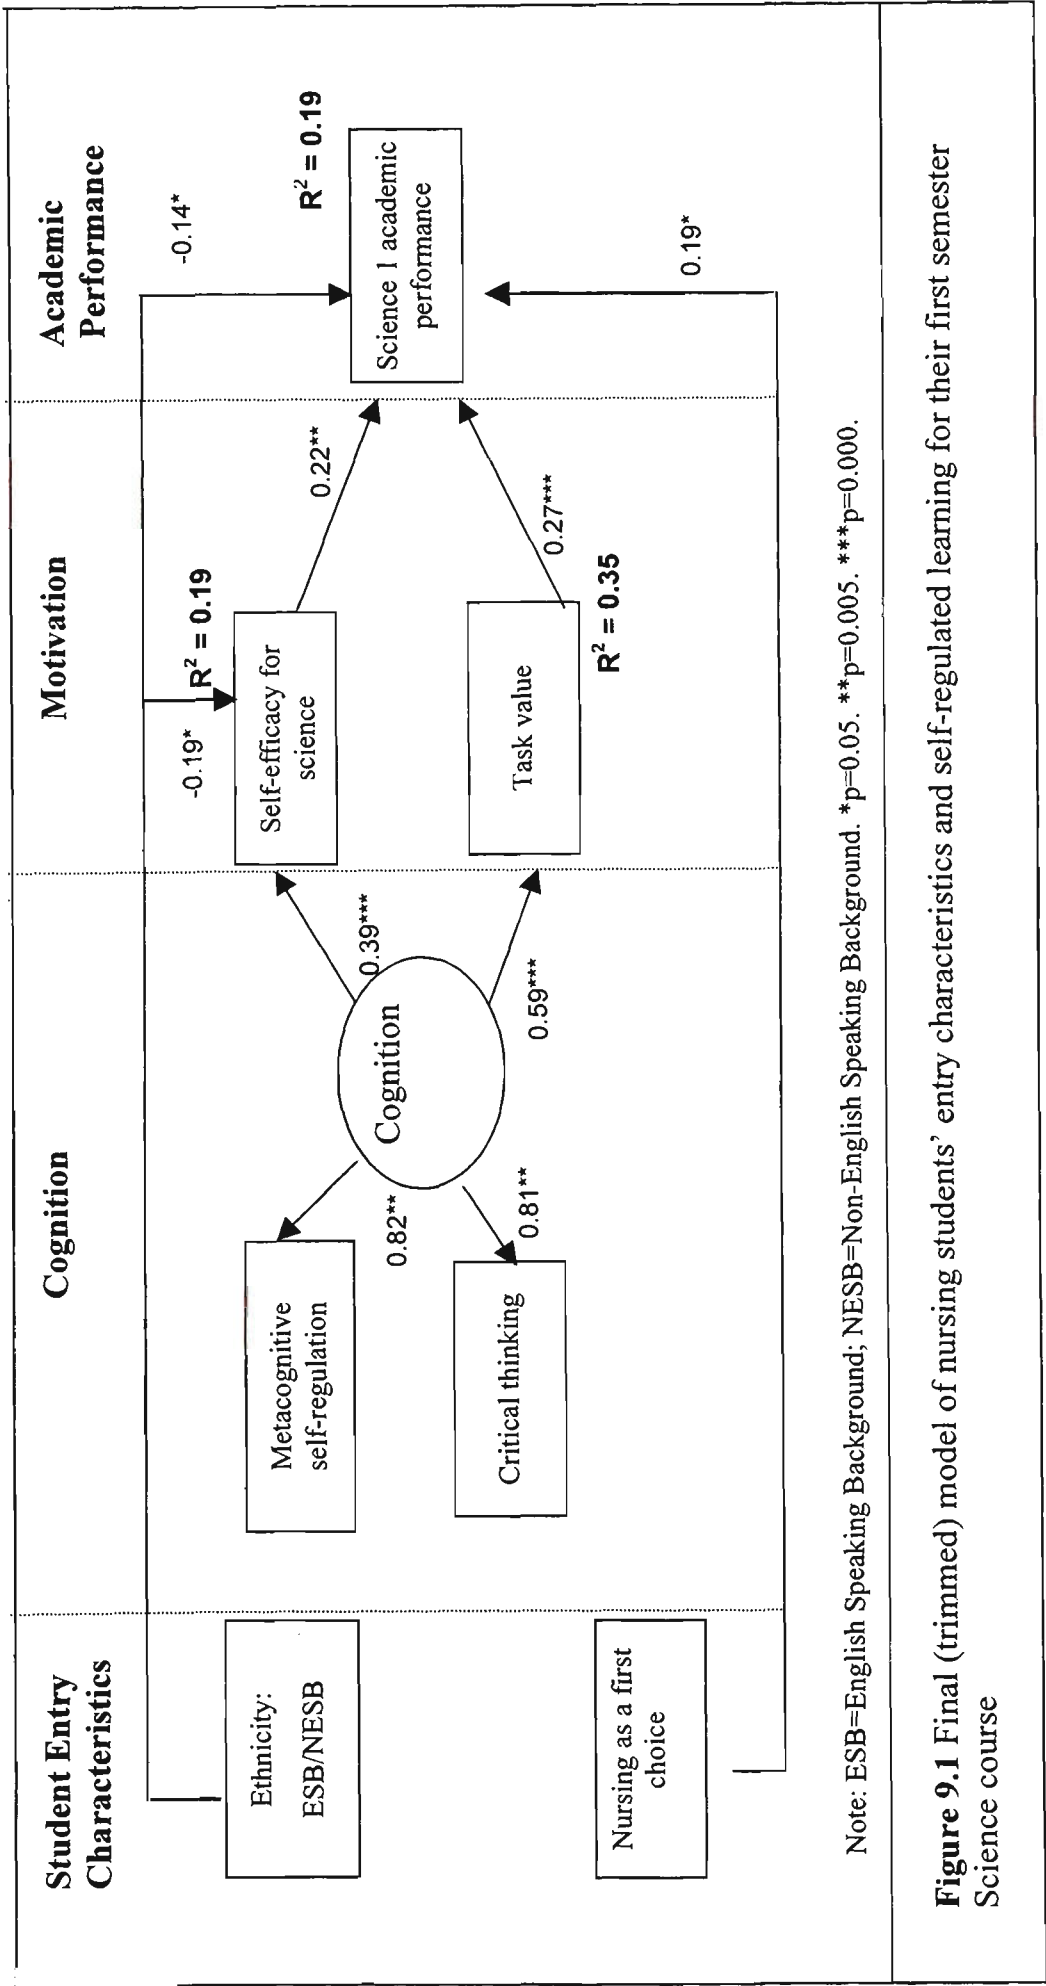 Student Entry
Characteristics
Cognition
Motivation
Academic
Performance
Ethnicity:
ESB/NESB
Nursing as a first
choice
Metacognitive
self-regulation
Critical thinking
0.82**
0.81**
Cognition
0.39***
0.59***
-0.19*
R² = 0.19
Self-efficacy for
science
Task value
R² = 0.35
0.22**
0.27***
-0.14*
R² = 0.19
Science 1 academic
performance
0.19*
Note: ESB=English Speaking Background; NESB=Non-English Speaking Background. *p=0.05. **p=0.005. ***p=0.000.
Figure 9.1 Final (trimmed) model of nursing students' entry characteristics and self-regulated learning for their first semester
Science course